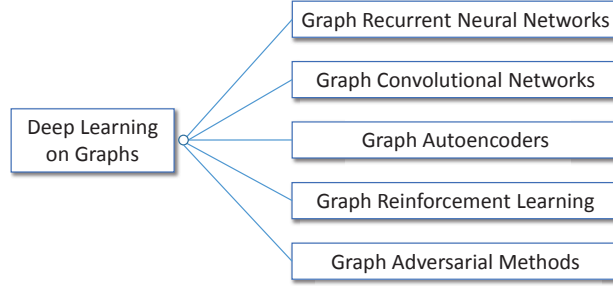 Graph Recurrent Neural Networks
Graph Convolutional Networks
Deep Learning
on Graphs
Graph Autoencoders
Graph Reinforcement Learning
Graph Adversarial Methods